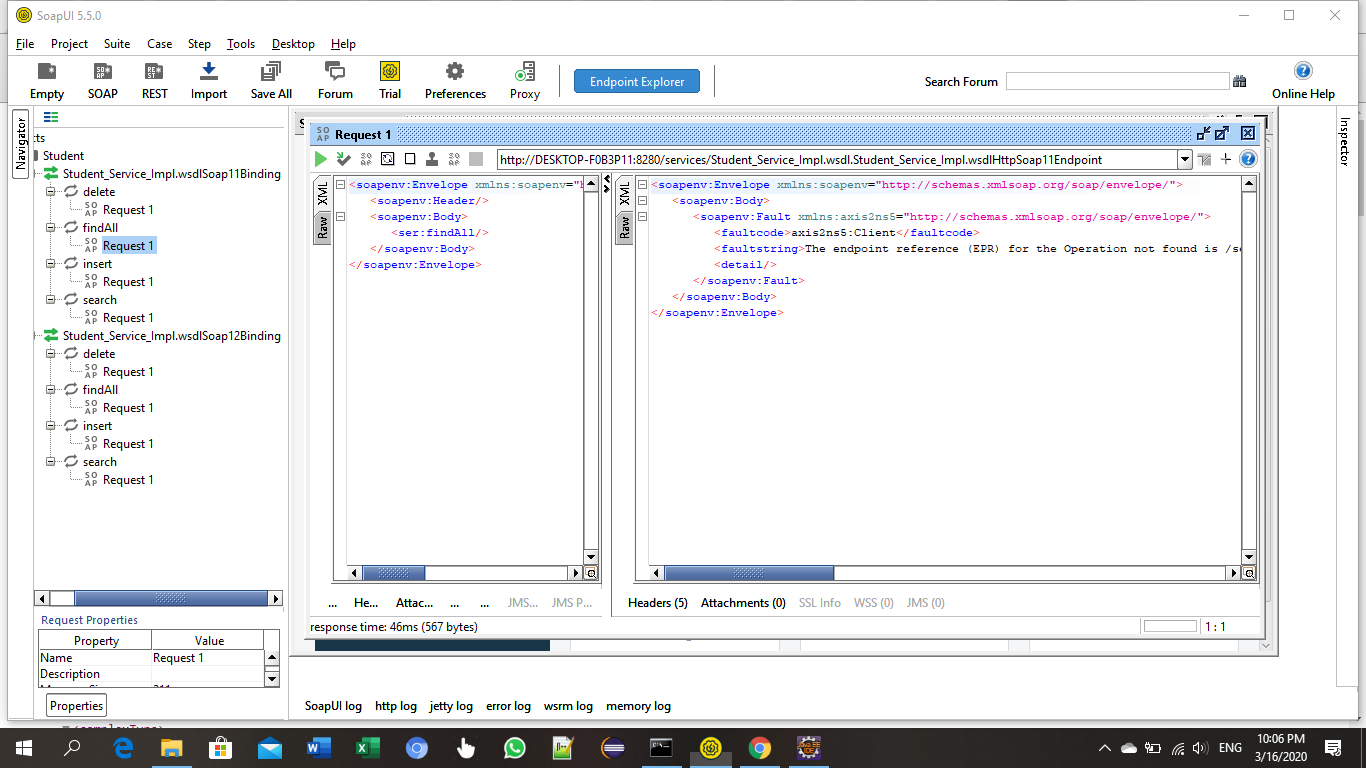 SoapUI 5.5.0
File Project Suite Case Step Tools Desktop Help
Empty SOAP REST Import Save All Forum Trial Preferences Proxy Endpoint Explorer Search Forum Online Help
Navigator
Inspector
cts
Student
Student_Service_Impl.wsdlSoap11Binding
delete
Request 1
findAll
Request 1
insert
Request 1
search
Request 1
Student_Service_Impl.wsdlSoap12Binding
delete
Request 1
findAll
Request 1
insert
Request 1
search
Request 1
Request Properties
Property Value
Name Request 1
Description
Properties
Request 1
http://DESKTOP-F0B3P11:8280/services/Student_Service_Impl.wsdl.Student_Service_Impl.wsdlHttpSoap11Endpoint
XML
Raw
<soapenv:Envelope xmlns:soapenv="h
<soapenv:Header/>
<soapenv:Body>
<ser:findAll/>
</soapenv:Body>
</soapenv:Envelope>
XML
Raw
<soapenv:Envelope xmlns:soapenv="http://schemas.xmlsoap.org/soap/envelope/">
<soapenv:Body>
<soapenv:Fault xmlns:axis2ns5="http://schemas.xmlsoap.org/soap/envelope/">
<faultcode>axis2ns5:Client</faultcode>
<faultstring>The endpoint reference (EPR) for the Operation not found is /se
<detail/>
</soapenv:Fault>
</soapenv:Body>
</soapenv:Envelope>
... He... Attac... ... ... JMS... JMS P...
Headers (5) Attachments (0) SSL Info WSS (0) JMS (0)
response time: 46ms (567 bytes)
1 : 1
SoapUI log http log jetty log error log wsrm log memory log
ENG
10:06 PM
3/16/2020